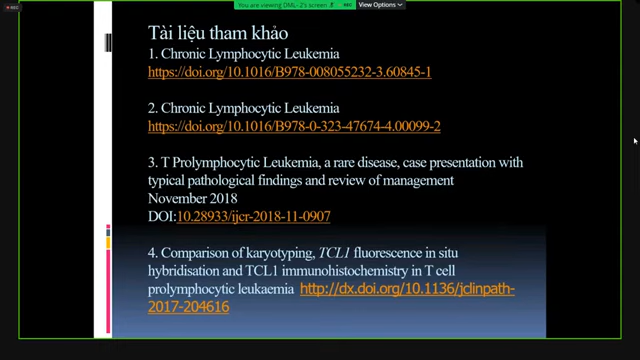 REC
You are viewing DML- 2's screen
REC
View Options
Tài liệu tham khảo
1. Chronic Lymphocytic Leukemia
https://doi.org/10.1016/B978-008055232-3.60845-1
2. Chronic Lymphocytic Leukemia
https://doi.org/10.1016/B978-0-323-47674-4.00099-2
3. T Prolymphocytic Leukemia, a rare disease, case presentation with
typical pathological findings and review of management
November 2018
DOI:10.28933/ijcr-2018-11-0907
4. Comparison of karyotyping, TCL1 fluorescence in situ
hybridisation and TCL1 immunohistochemistry in T cell
prolymphocytic leukaemia http://dx.doi.org/10.1136/jclinpath-
2017-204616